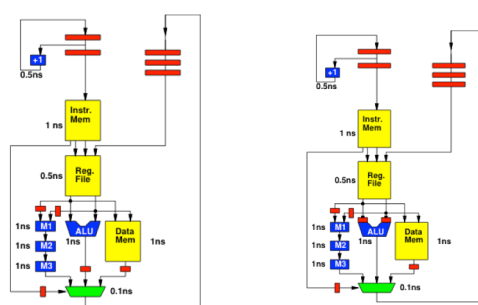 +1
0.5ns
Instr.
Mem
1 ns
0.5ns
Reg.
File
1ns
M1
ALU
Data
Mem
1ns
M2
1ns
1ns
1ns
M3
0.1ns
+1
0.5ns
Instr.
Mem
1 ns
0.5ns
Reg.
File
1ns
M1
ALU
Data
Mem
1ns
M2
1ns
1ns
1ns
M3
0.1ns